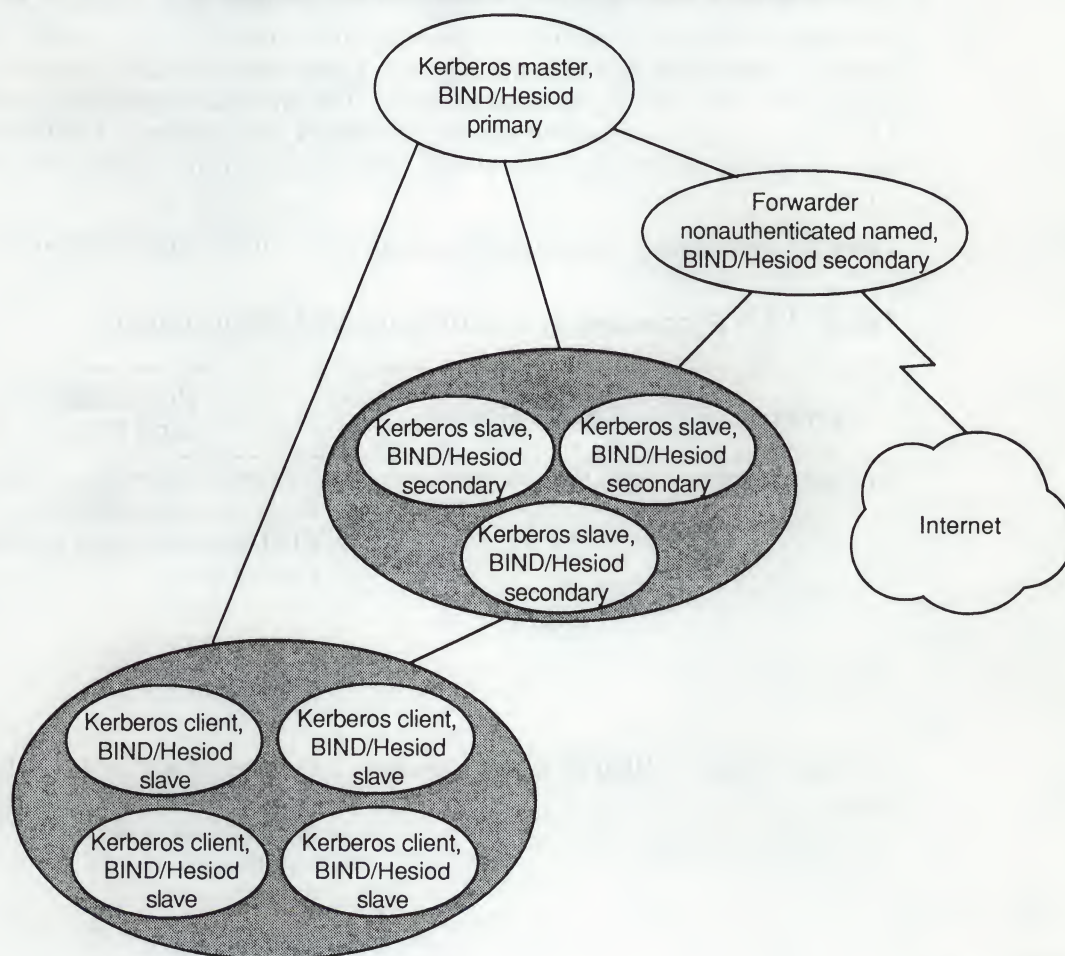 Kerberos master,
BIND/Hesiod
primary
Forwarder
nonauthenticated named,
BIND/Hesiod secondary
Kerberos slave,
BIND/Hesiod
secondary
Kerberos slave,
BIND/Hesiod
secondary
Kerberos slave,
BIND/Hesiod
secondary
Internet
Kerberos client,
BIND/Hesiod
slave
Kerberos client,
BIND/Hesiod
slave
Kerberos client,
BIND/Hesiod
slave
Kerberos client,
BIND/Hesiod
slave